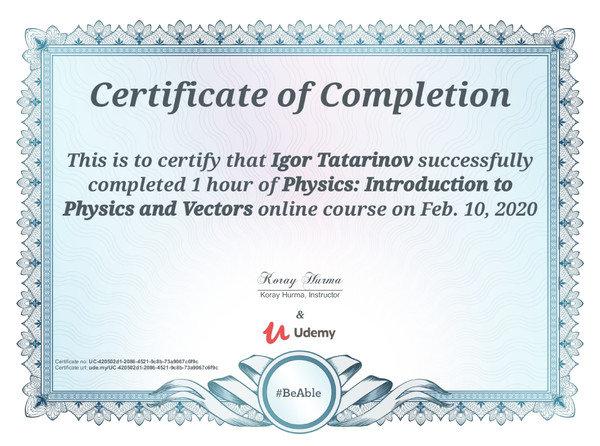 Certificate of Completion
This is to certify that Igor Tatarinov successfully
completed 1 hour of Physics: Introduction to
Physics and Vectors online course on Feb. 10, 2020
Koray Hurma
Koray Hurma, Instructor
&
Udemy
Certificate no: UC-420502d1-2086-4521-9c8b-73a9067c6f9c
Certificate url: ude.my/UC-420502d1-2086-4521-9c8b-73a9067c6f9c
#BeAble